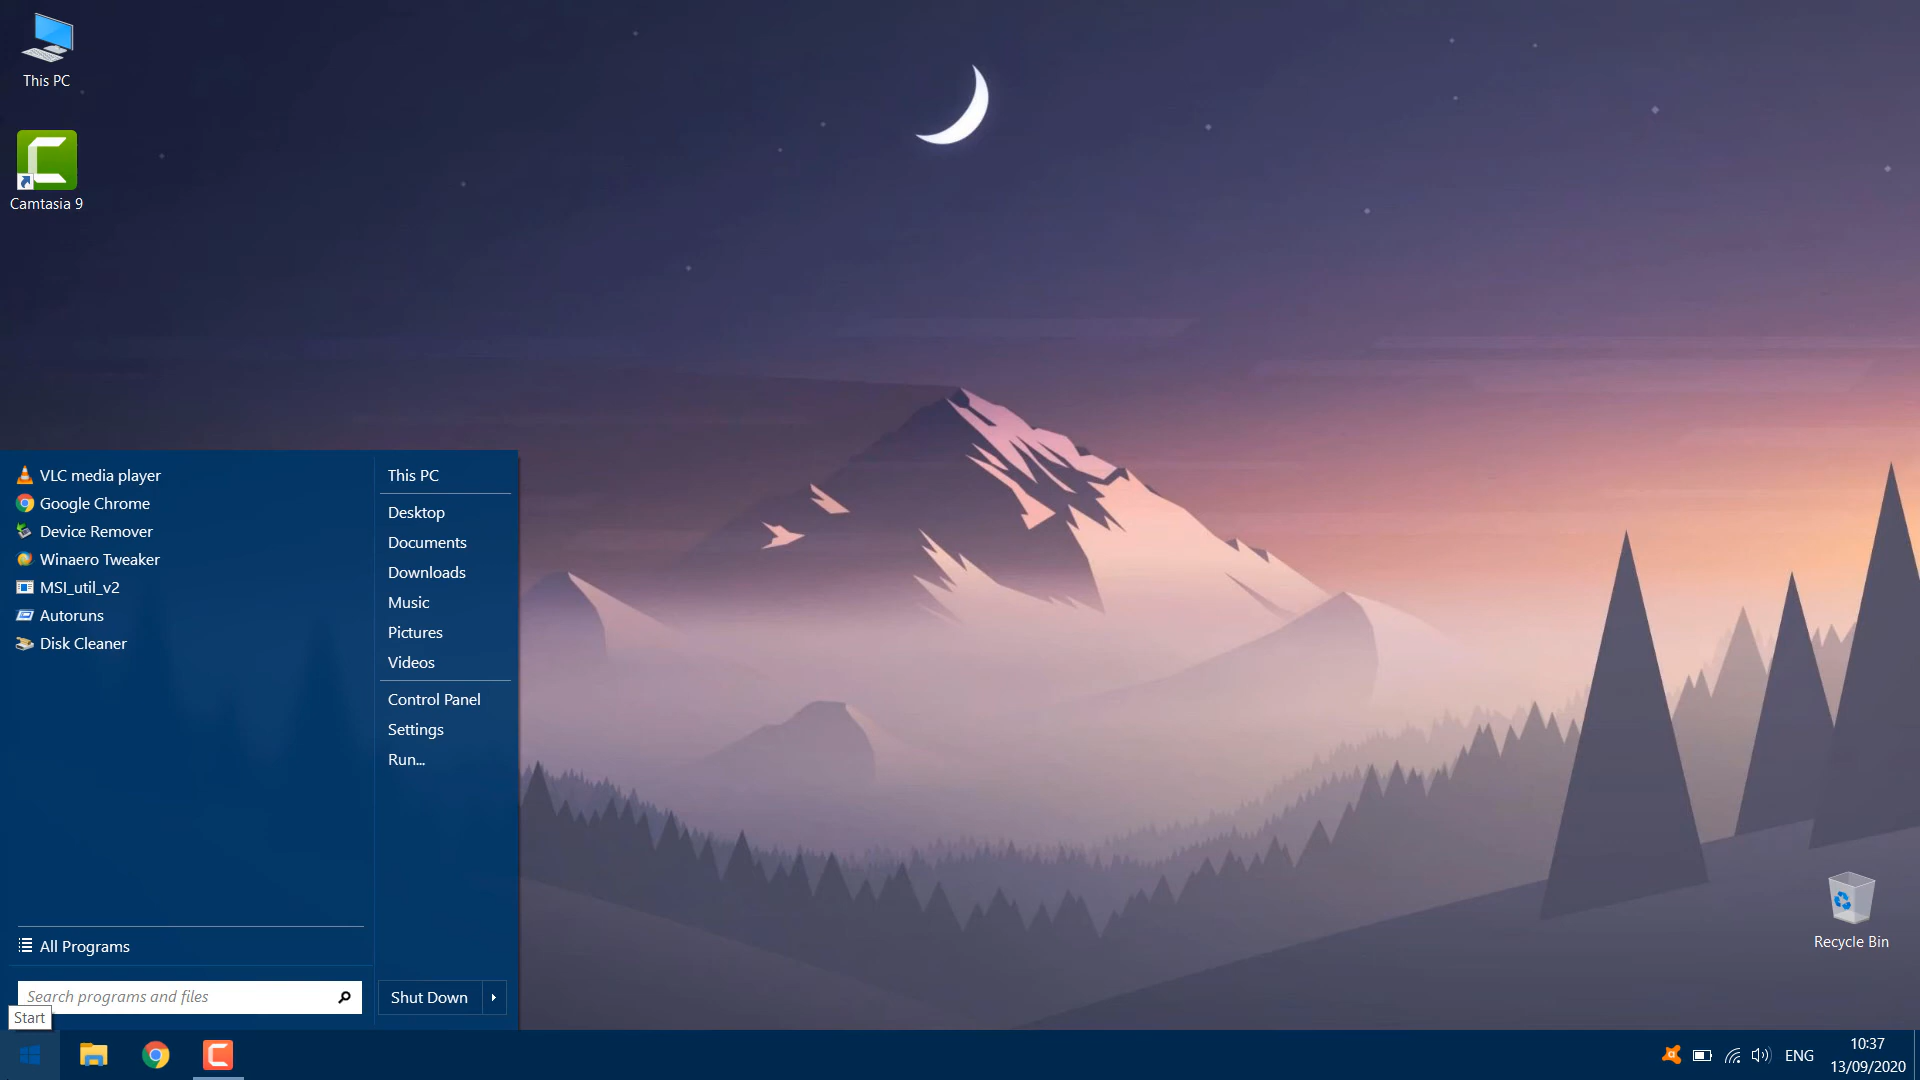 This PC
Camtasia 9
VLC media player
Google Chrome
Device Remover
Winaero Tweaker
MSI_util_v2
Autoruns
Disk Cleaner
All Programs
Search programs and files
Start
This PC
Desktop
Documents
Downloads
Music
Pictures
Videos
Control Panel
Settings
Run...
Shut Down
Recycle Bin
ENG
10:37
13/09/2020